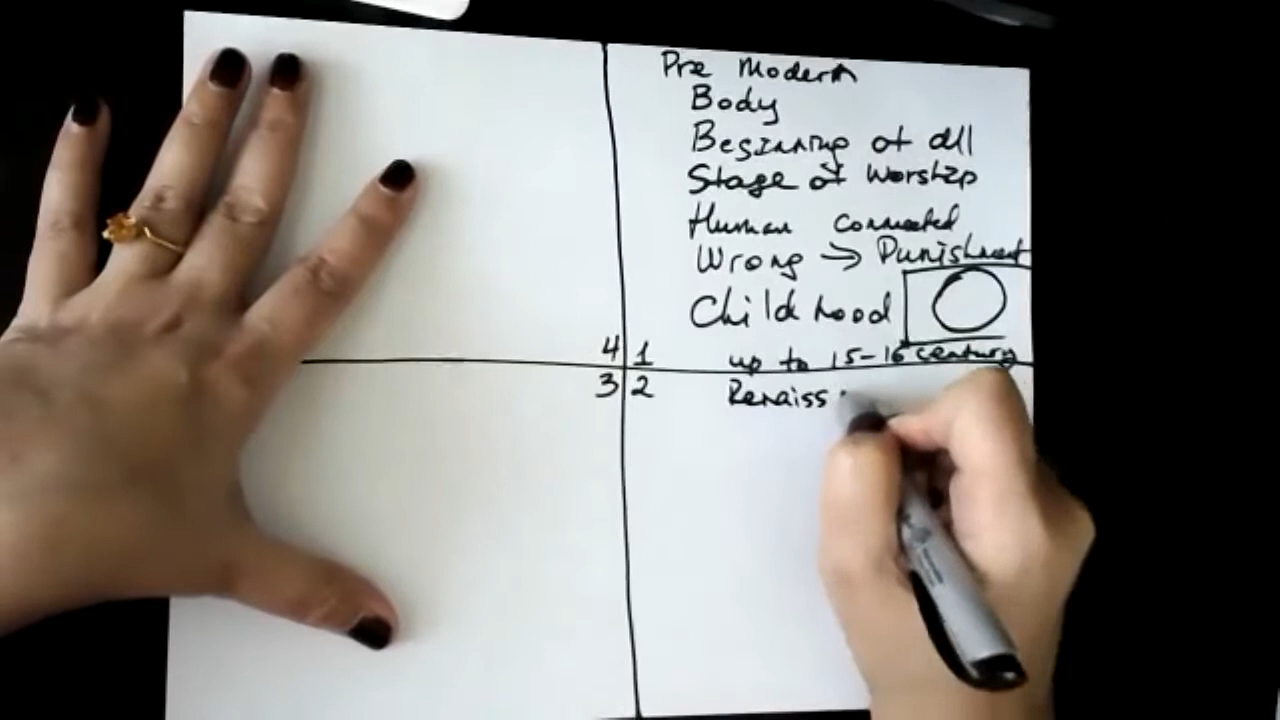 Pre Modern
Body
Beginning of all
Stage of Worship
Human connected
Wrong → Punishment
Childhood
up to 15-16 century
4 1
3 2
Renaiss